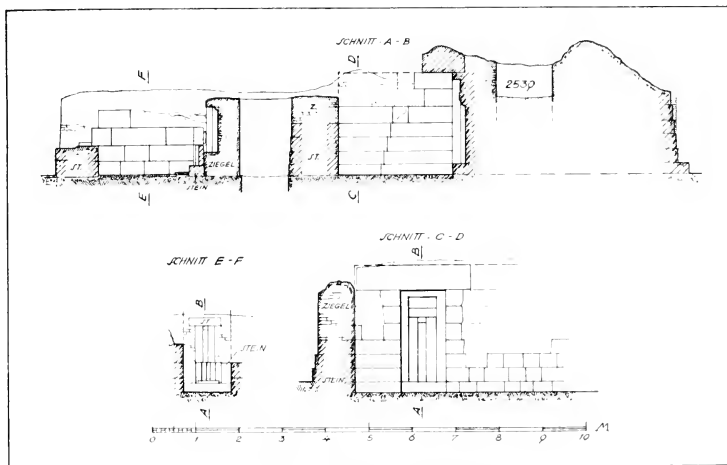 SCHNITT - A - B
F
D
2539
Z.
ST.
ZIEGEL
ST.
STEIN
E
C
SCHNITT E - F
SCHNITT - C - D
B
B
ST
ZIEGEL
STEIN
STEIN.
A
A
0 1 2 3 4 5 6 7 8 9 10 M